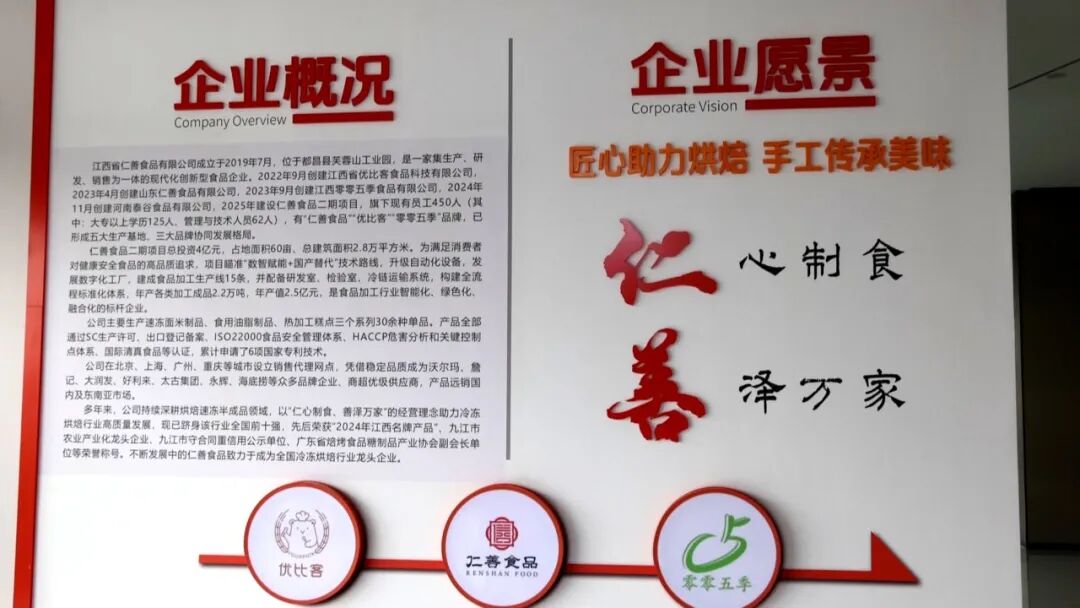 企业概况
Company Overview
江西省仁善食品有限公司成立于2019年7月，位于都昌县芙蓉山工业园，是一家集生产、研
发、销售为一体的现代化创新型食品企业。2022年9月创建江西省优比客食品科技有限公司，
2023年4月创建山东仁善食品有限公司，2023年9月创建江西零零五季食品有限公司，2024年
11月创建河南泰谷食品有限公司，2025年建设仁善食品二期项目，旗下现有员工450人（其
中：大专以上学历125人、管理与技术人员62人），有“仁善食品”“优比客”“零零五季”品牌，已
形成五大生产基地、三大品牌协同发展格局。
仁善食品二期项目总投资4亿元，占地面积60亩、总建筑面积2.8万平方米。为满足消费者
对健康安全食品的高品质追求，项目瞄准“数智赋能+国产替代”技术路线，升级自动化设备，发
展数字化工厂，建成食品加工生产线15条，并配备研发室、检验室、冷链运输系统，构建全流
程标准化体系，年产各类加工成品2.2万吨，年产值2.5亿元，是食品加工行业智能化、绿色化、
融合化的标杆企业。
公司主要生产速冻面米制品、食用油脂制品、热加工糕点三个系列30余种单品。产品全部
通过SC生产许可、出口登记备案、ISO22000食品安全管理体系、HACCP危害分析和关键控制
点体系、国际清真食品等认证，累计申请了6项国家专利技术。
公司在北京、上海、广州、重庆等城市设立销售代理网点，凭借稳定品质成为沃尔玛、詹
记、大润发、好利来、太古集团、永辉、海底捞等众多品牌企业、商超优级供应商，产品远销国
内及东南亚市场。
多年来，公司持续深耕烘焙速冻半成品领域，以“仁心制食、善泽万家”的经营理念助力冷冻
烘焙行业高质量发展，现已跻身该行业全国前十强，先后荣获“2024年江西名牌产品”、九江市
农业产业化龙头企业、九江市守合同重信用公示单位、广东省焙烤食品糖制品产业协会副会长单
位等荣誉称号。不断发展中的仁善食品致力于成为全国冷冻烘焙行业龙头企业。
企业愿景
Corporate Vision
匠心助力烘焙 手工传承美味
仁 心制食
善 泽万家
优比客
仁善食品
RENSHAN FOOD
05
零零五季